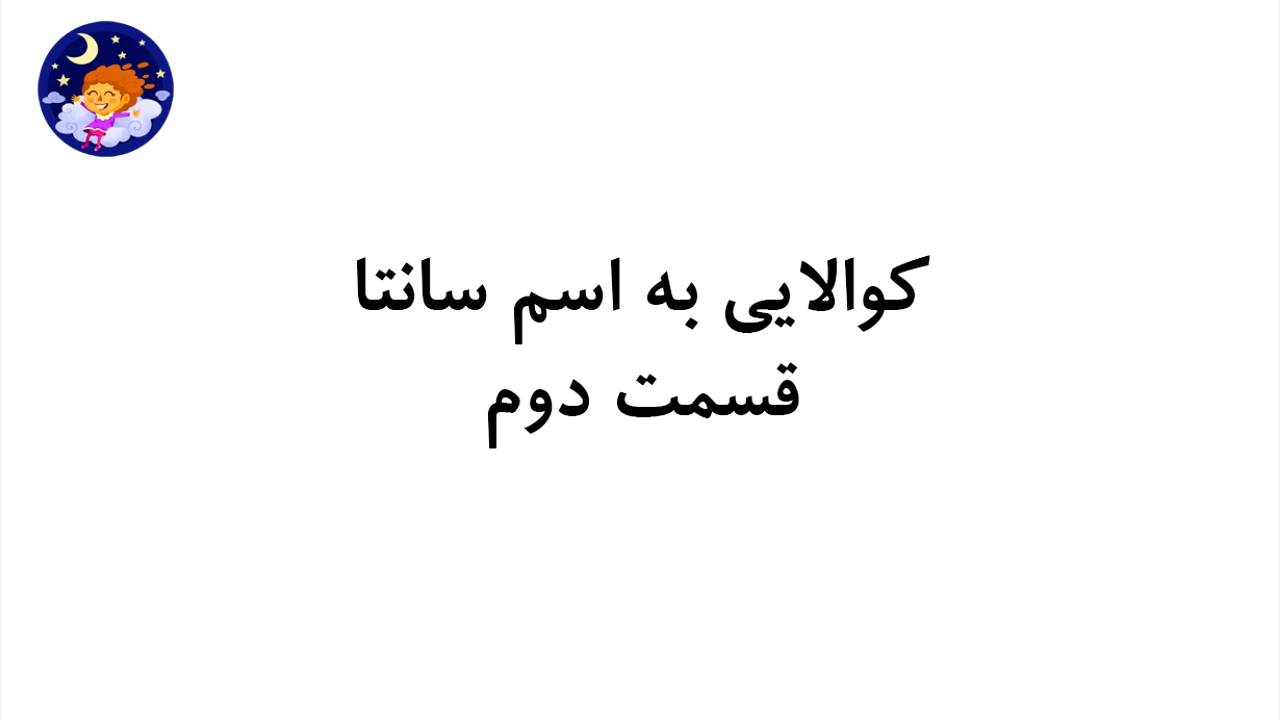 کوالایی به اسم سانتا
قسمت دوم